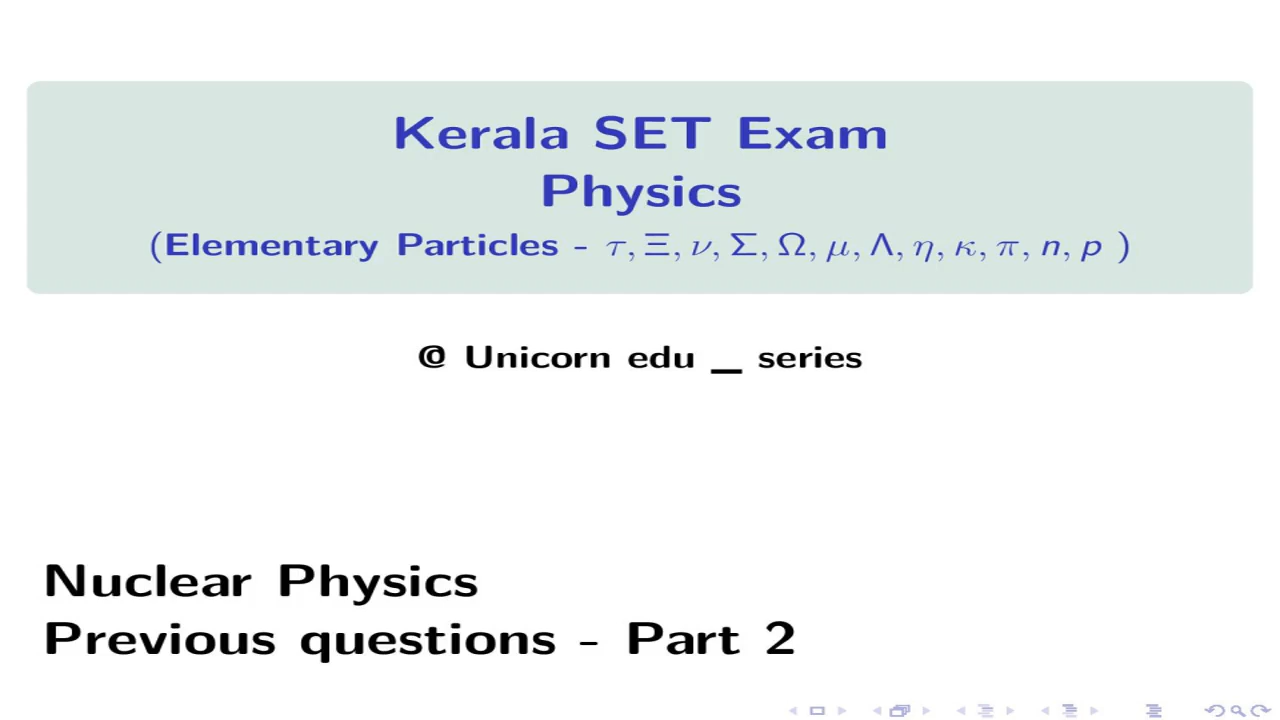 Kerala SET Exam
Physics
(Elementary Particles - τ, Ξ, ν, Σ, Ω, μ, Λ, η, κ, π, n, p )
@ Unicorn edu _ series
Nuclear Physics
Previous questions - Part 2